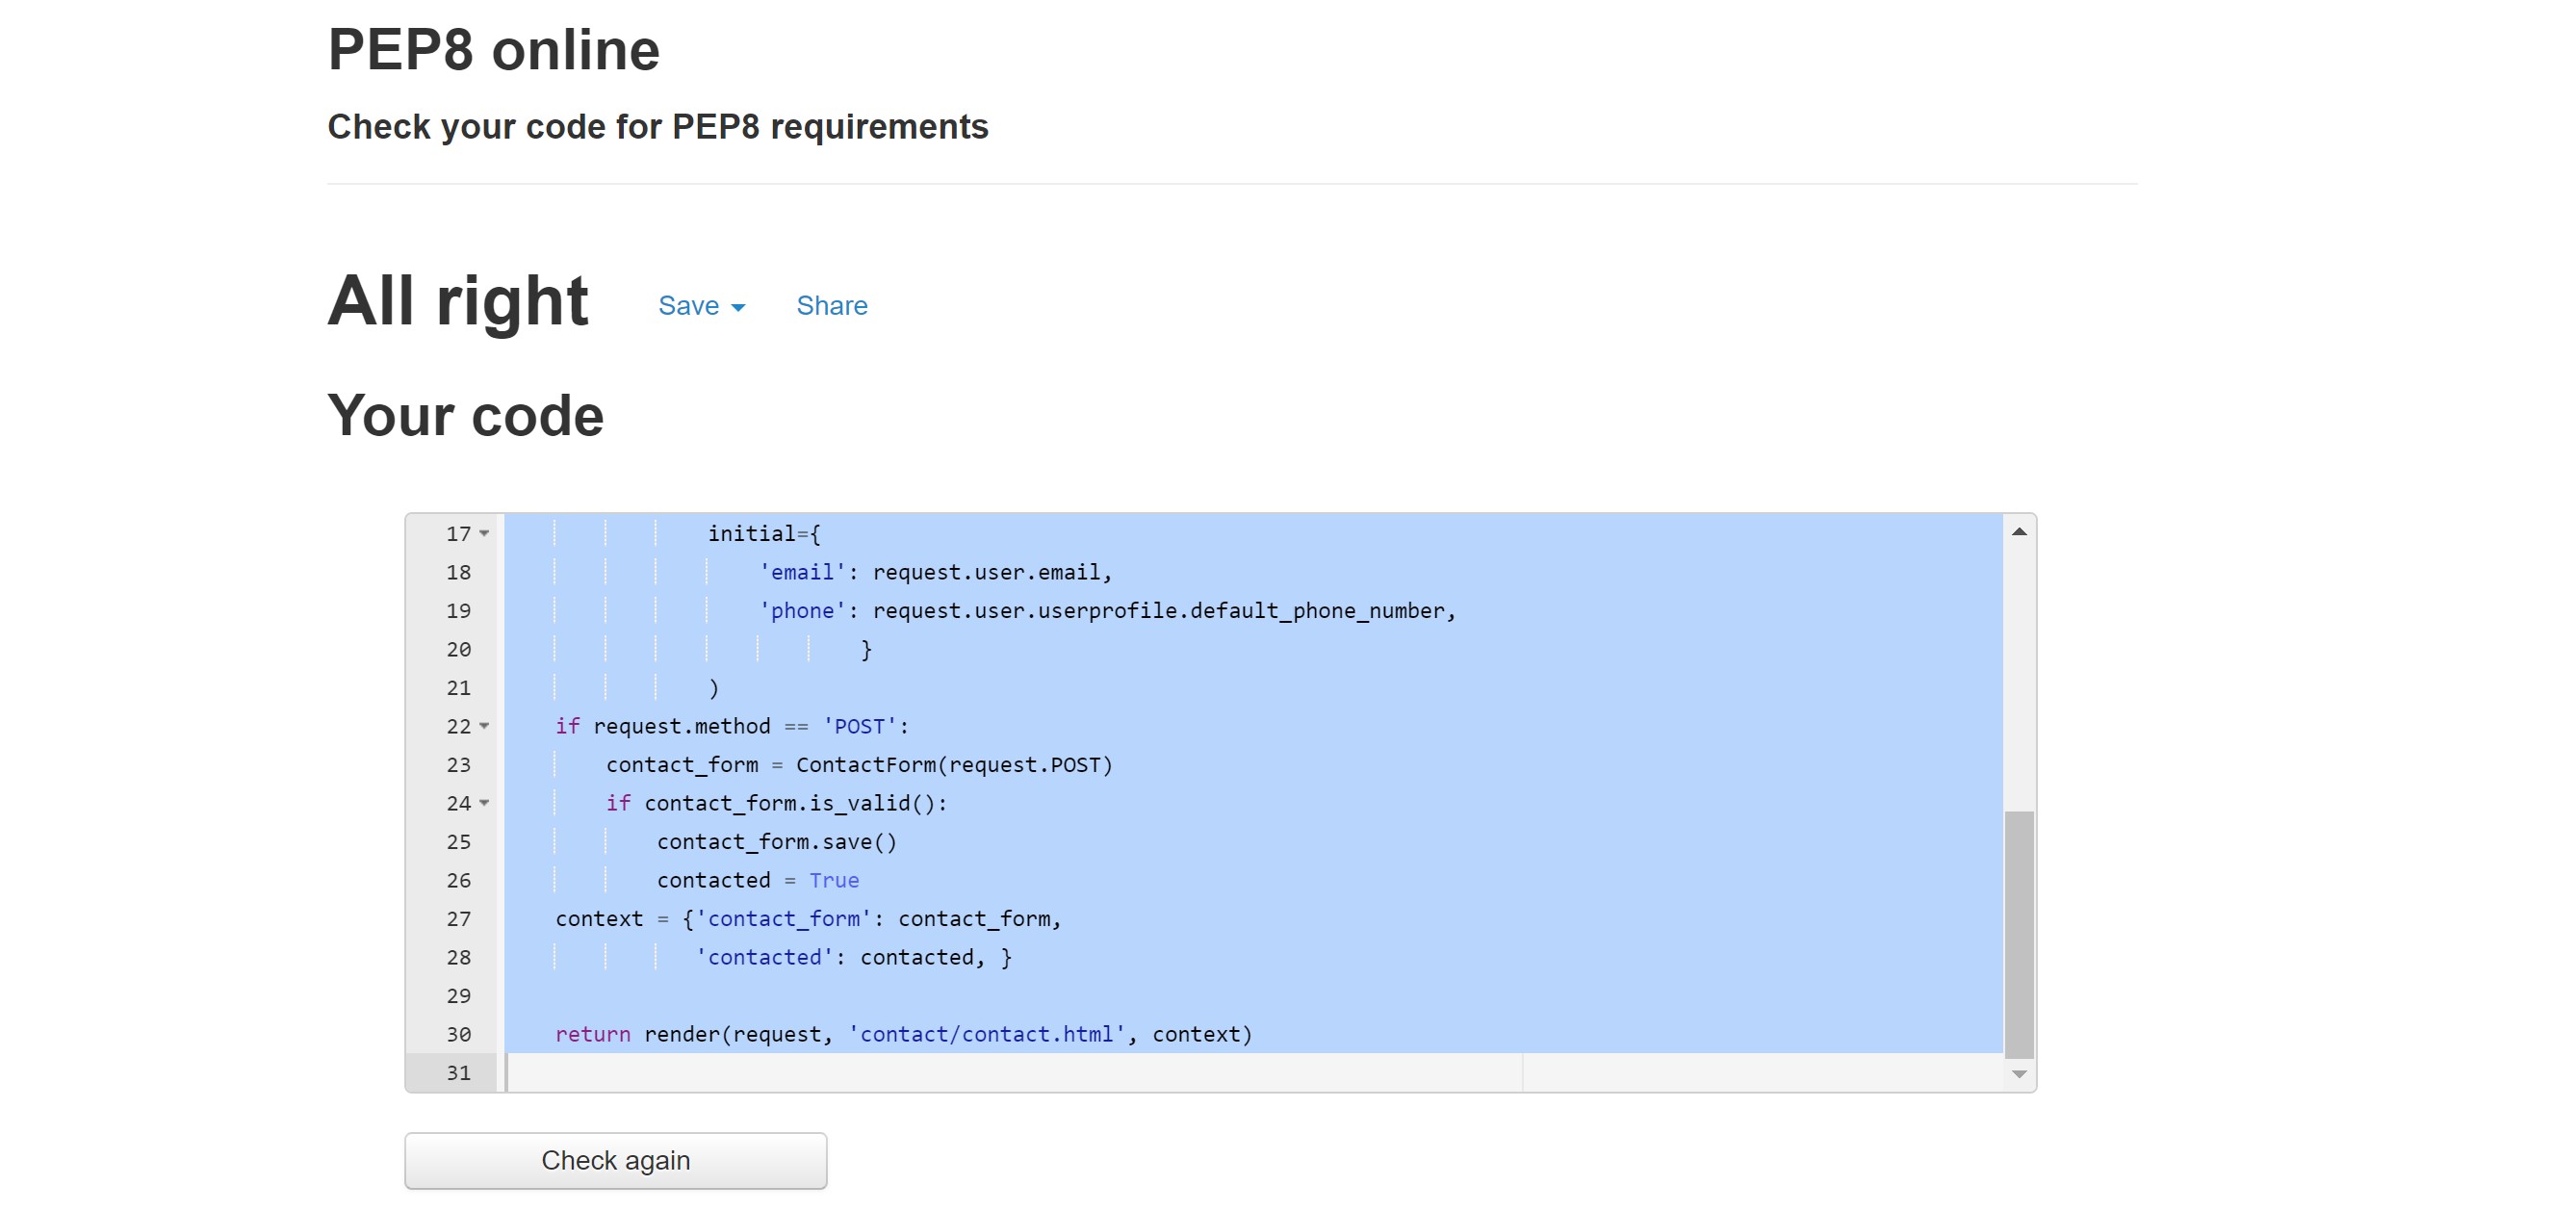 PEP8 online
Check your code for PEP8 requirements
All right Save Share
Your code
17 initial={
18 'email': request.user.email,
19 'phone': request.user.userprofile.default_phone_number,
20 }
21 )
22 if request.method == 'POST':
23 contact_form = ContactForm(request.POST)
24 if contact_form.is_valid():
25 contact_form.save()
26 contacted = True
27 context = {'contact_form': contact_form,
28 'contacted': contacted, }
29
30 return render(request, 'contact/contact.html', context)
31
Check again